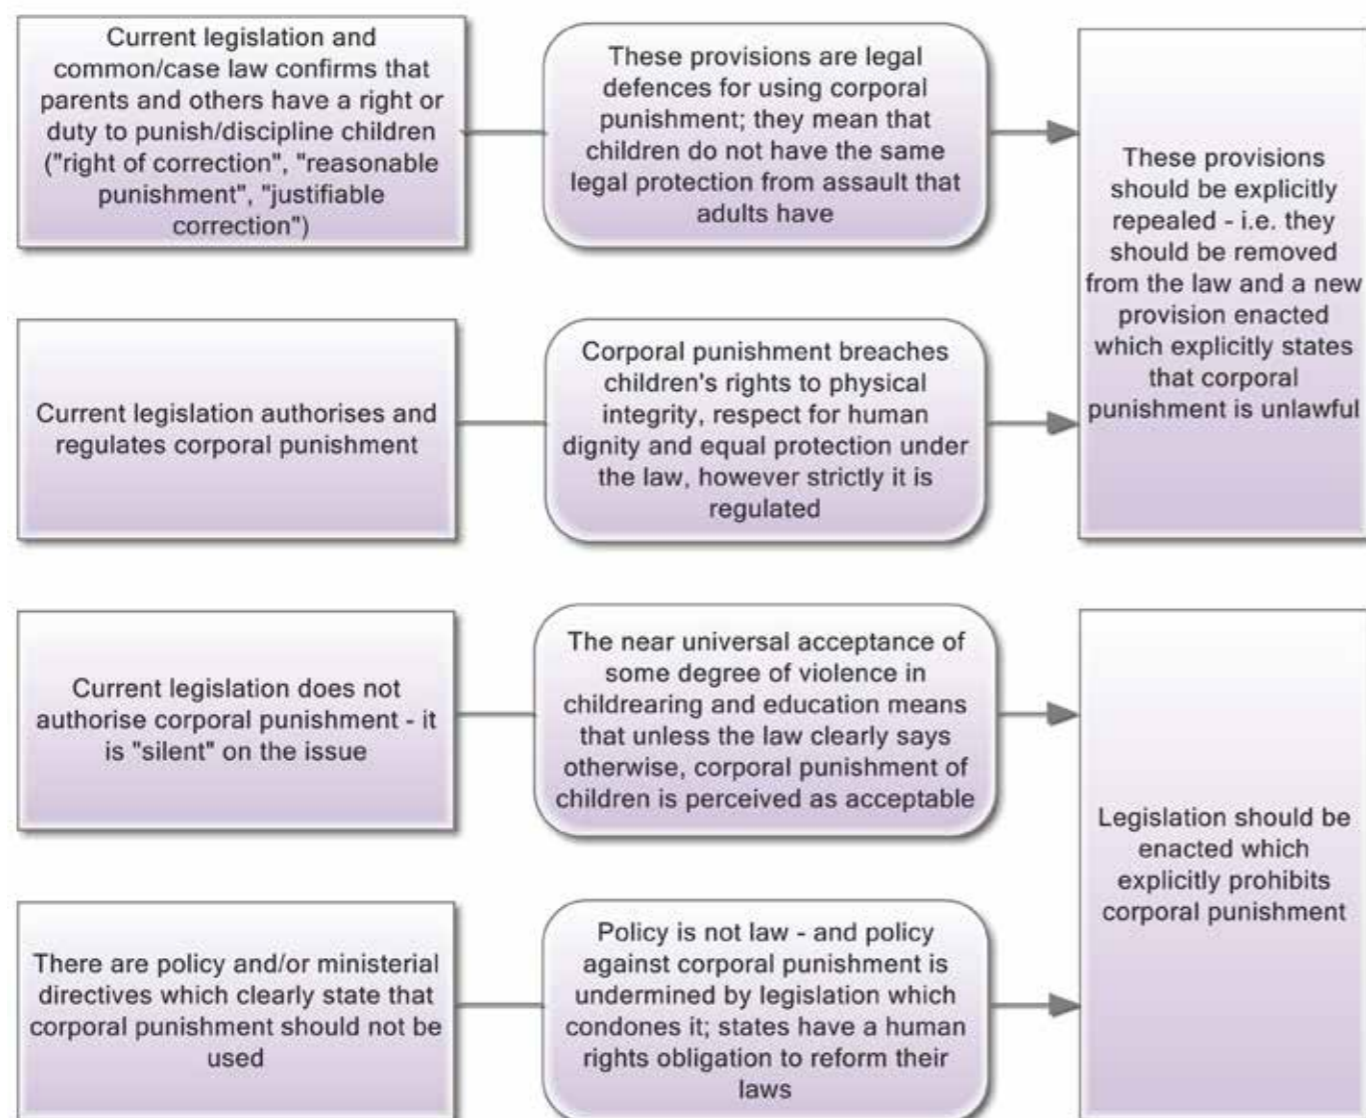 Current legislation and
common/case law confirms that
parents and others have a right or
duty to punish/discipline children
("right of correction", "reasonable
punishment", "justifiable
correction")
These provisions are legal
defences for using corporal
punishment; they mean that
children do not have the same
legal protection from assault that
adults have
These provisions
should be explicitly
repealed - i.e. they
should be removed
from the law and a new
provision enacted
which explicitly states
that corporal
punishment is unlawful
Current legislation authorises and
regulates corporal punishment
Corporal punishment breaches
children's rights to physical
integrity, respect for human
dignity and equal protection under
the law, however strictly it is
regulated
Current legislation does not
authorise corporal punishment - it
is "silent" on the issue
The near universal acceptance of
some degree of violence in
childrearing and education means
that unless the law clearly says
otherwise, corporal punishment of
children is perceived as acceptable
Legislation should be
enacted which
explicitly prohibits
corporal punishment
There are policy and/or ministerial
directives which clearly state that
corporal punishment should not be
used
Policy is not law - and policy
against corporal punishment is
undermined by legislation which
condones it; states have a human
rights obligation to reform their
laws